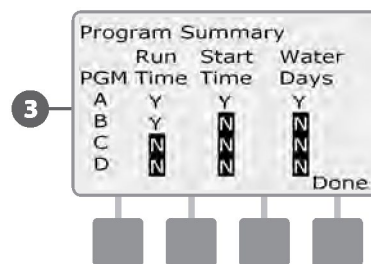 Program Summary
Run Start Water
PGM Time Time Days
A Y Y Y
B Y N N
C N N N
D N N N
Done
3